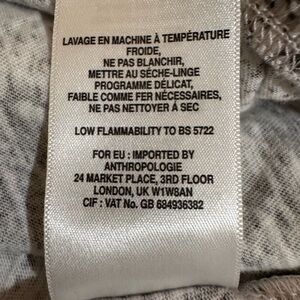 LAVAGE EN MACHINE À TEMPÉRATURE
FROIDE,
NE PAS BLANCHIR,
METTRE AU SÈCHE-LINGE
PROGRAMME DÉLICAT,
FAIBLE COMME FER NÉCESSAIRES,
NE PAS NETTOYER À SEC
LOW FLAMMABILITY TO BS 5722
FOR EU : IMPORTED BY
ANTHROPOLOGIE
24 MARKET PLACE, 3RD FLOOR
LONDON, UK W1W8AN
CIF : VAT No. GB 684936382